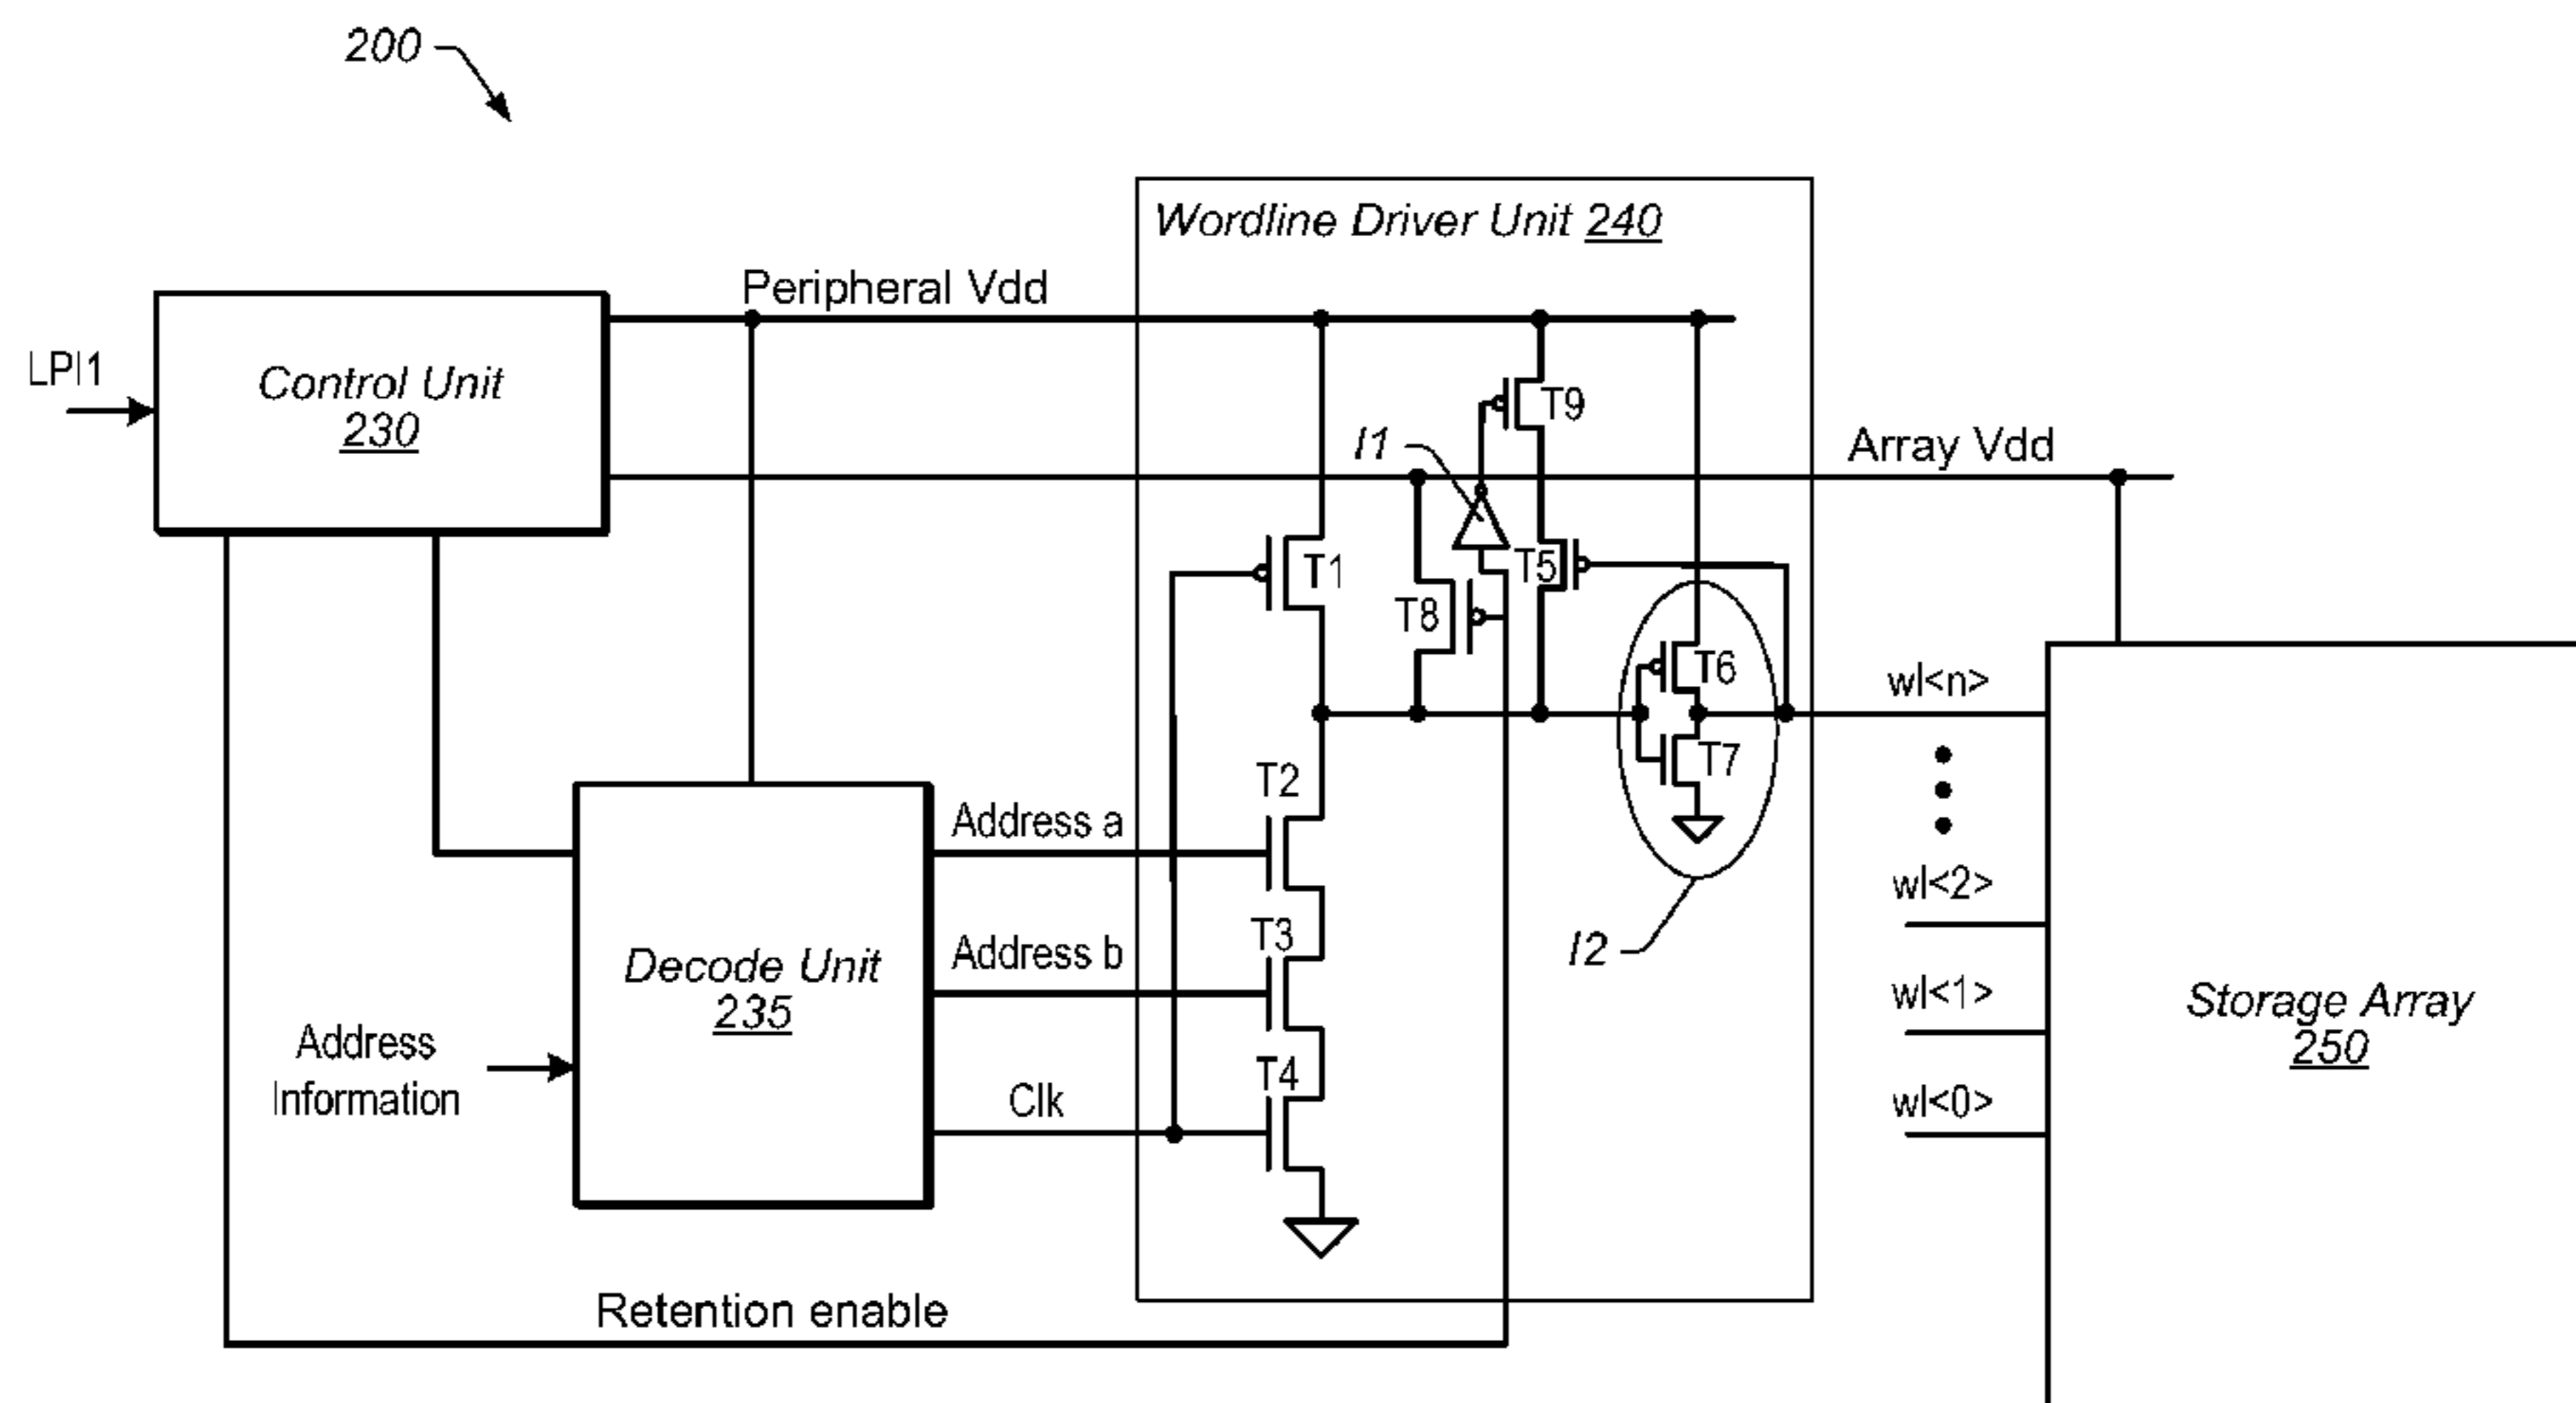 200
Wordline Driver Unit 240
Peripheral Vdd
Control Unit
230
LPI1
T9
I1
Array Vdd
T1
T5
T8
T6
wl<n>
T7
T2
Address a
wl<2>
T3
Address b
I2
Decode Unit
235
wl<1>
Storage Array
250
Address
Information
T4
Clk
wl<0>
Retention enable